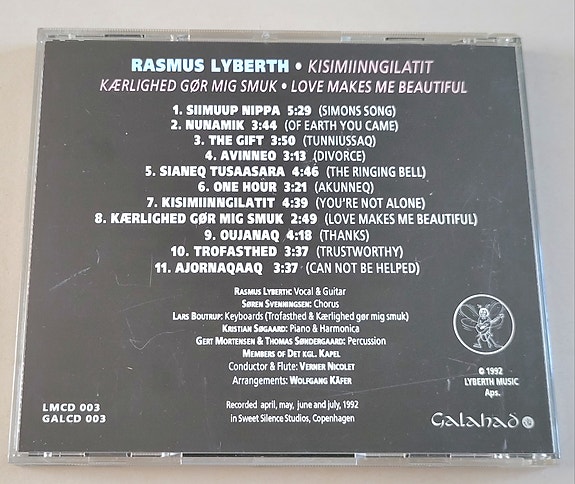 RASMUS LYBERTH • KISIMIINNGILATIT
KÆRLIGHED GØR MIG SMUK • LOVE MAKES ME BEAUTIFUL
1. SIIMUUP NIPPA 5:29 (SIMONS SONG)
2. NUNAMIK 3:44 (OF EARTH YOU CAME)
3. THE GIFT 3:50 (TUNNIUSSAQ)
4. AVINNEO 3:13 (DIVORCE)
5. SIANEQ TUSAASARA 4:46 (THE RINGING BELL)
6. ONE HOUR 3:21 (AKUNNEQ)
7. KISIMIINNGILATIT 4:39 (YOU'RE NOT ALONE)
8. KÆRLIGHED GØR MIG SMUK 2:49 (LOVE MAKES ME BEAUTIFUL)
9. OUJANAQ 4:18 (THANKS)
10. TROFASTHED 3:37 (TRUSTWORTHY)
11. AJORNAQAAQ 3:37 (CAN NOT BE HELPED)
RASMUS LYBERTH: Vocal & Guitar
SØREN SVENNINGSEN: Chorus
LARS BOUTRUP: Keyboards (Trofasthed & Kærlighed gør mig smuk)
KRISTIAN SØGAARD: Piano & Harmonica
GERT MORTENSEN & THOMAS SØNDERGAARD: Percussion
MEMBERS OF DET KGL. KAPEL
Conductor & Flute: VERNER NICOLET
Arrangements: WOLFGANG KÄFER
Recorded april, may, june and july, 1992
in Sweet Silence Studios, Copenhagen
LMCD 003
GALCD 003
℗ 1992
LYBERTH MUSIC
Aps.
Galahad